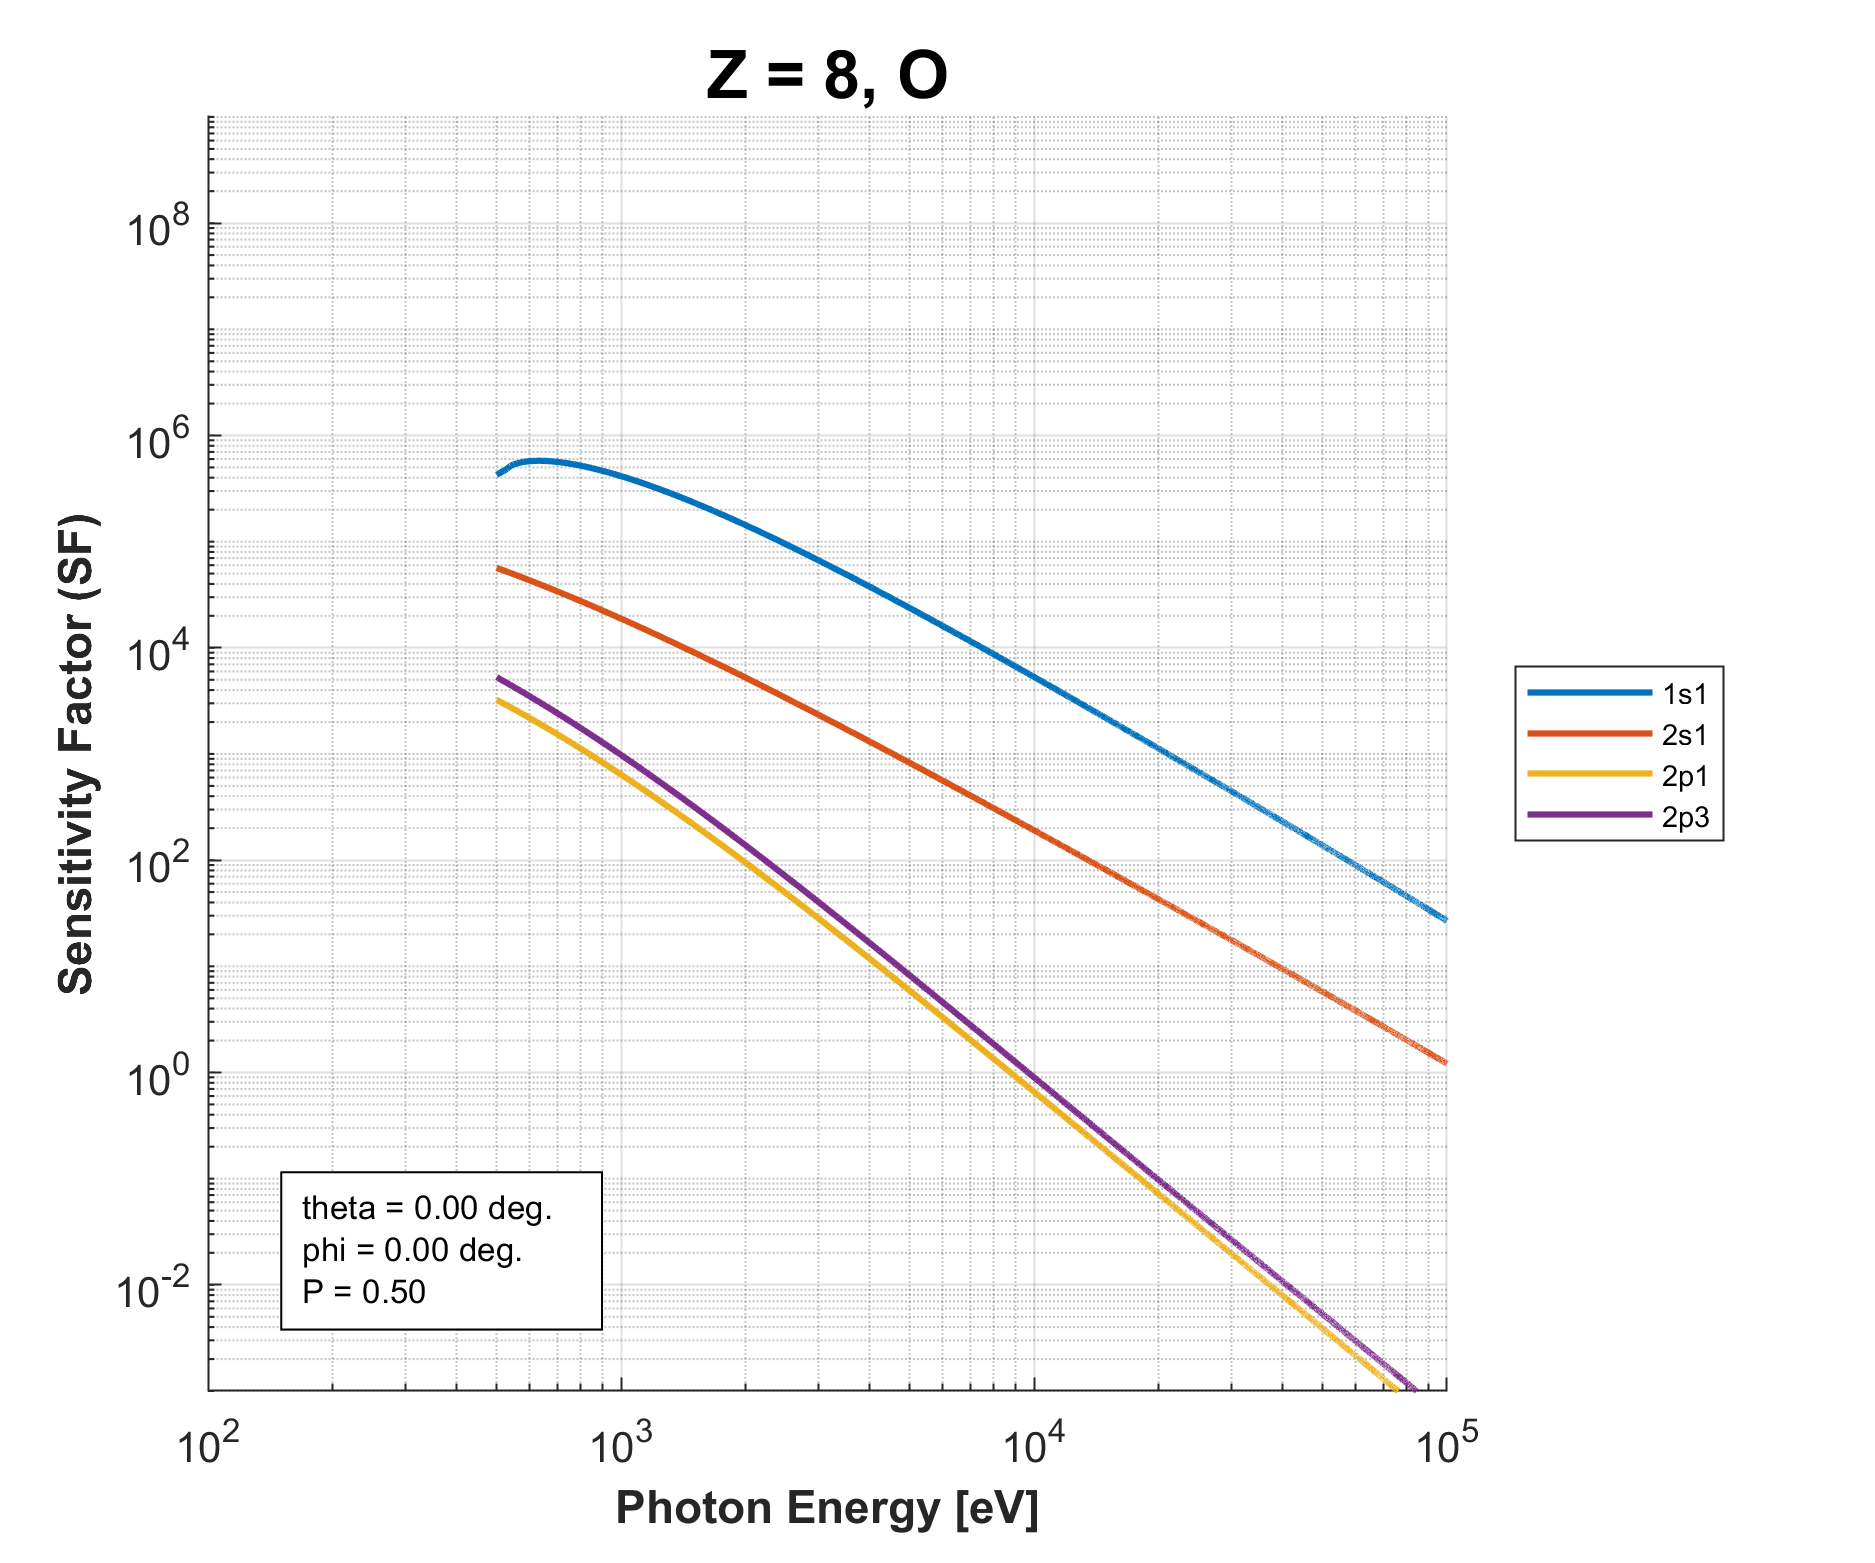 Z = 8, O
Sensitivity Factor (SF)
10^8
10^6
10^4
10^2
10^0
10^-2
theta = 0.00 deg.
phi = 0.00 deg.
P = 0.50
10^2 10^3 10^4 10^5
Photon Energy [eV]
1s1
2s1
2p1
2p3